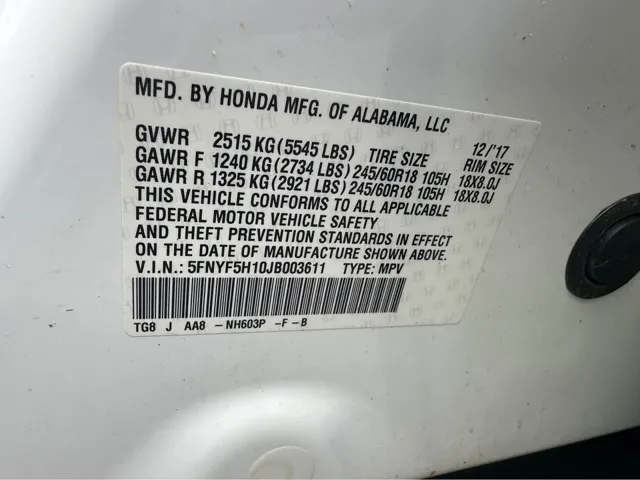 MFD. BY HONDA MFG. OF ALABAMA, LLC
GVWR 2515 KG (5545 LBS) TIRE SIZE 12/'17 RIM SIZE
GAWR F 1240 KG (2734 LBS) 245/60R18 105H 18X8.0J
GAWR R 1325 KG (2921 LBS) 245/60R18 105H 18X8.0J
THIS VEHICLE CONFORMS TO ALL APPLICABLE
FEDERAL MOTOR VEHICLE SAFETY
AND THEFT PREVENTION STANDARDS IN EFFECT
ON THE DATE OF MANUFACTURE SHOWN ABOVE.
V.I.N.: 5FNYF5H10JB003611 TYPE: MPV
TG8 J AA8 -NH603P -F -B